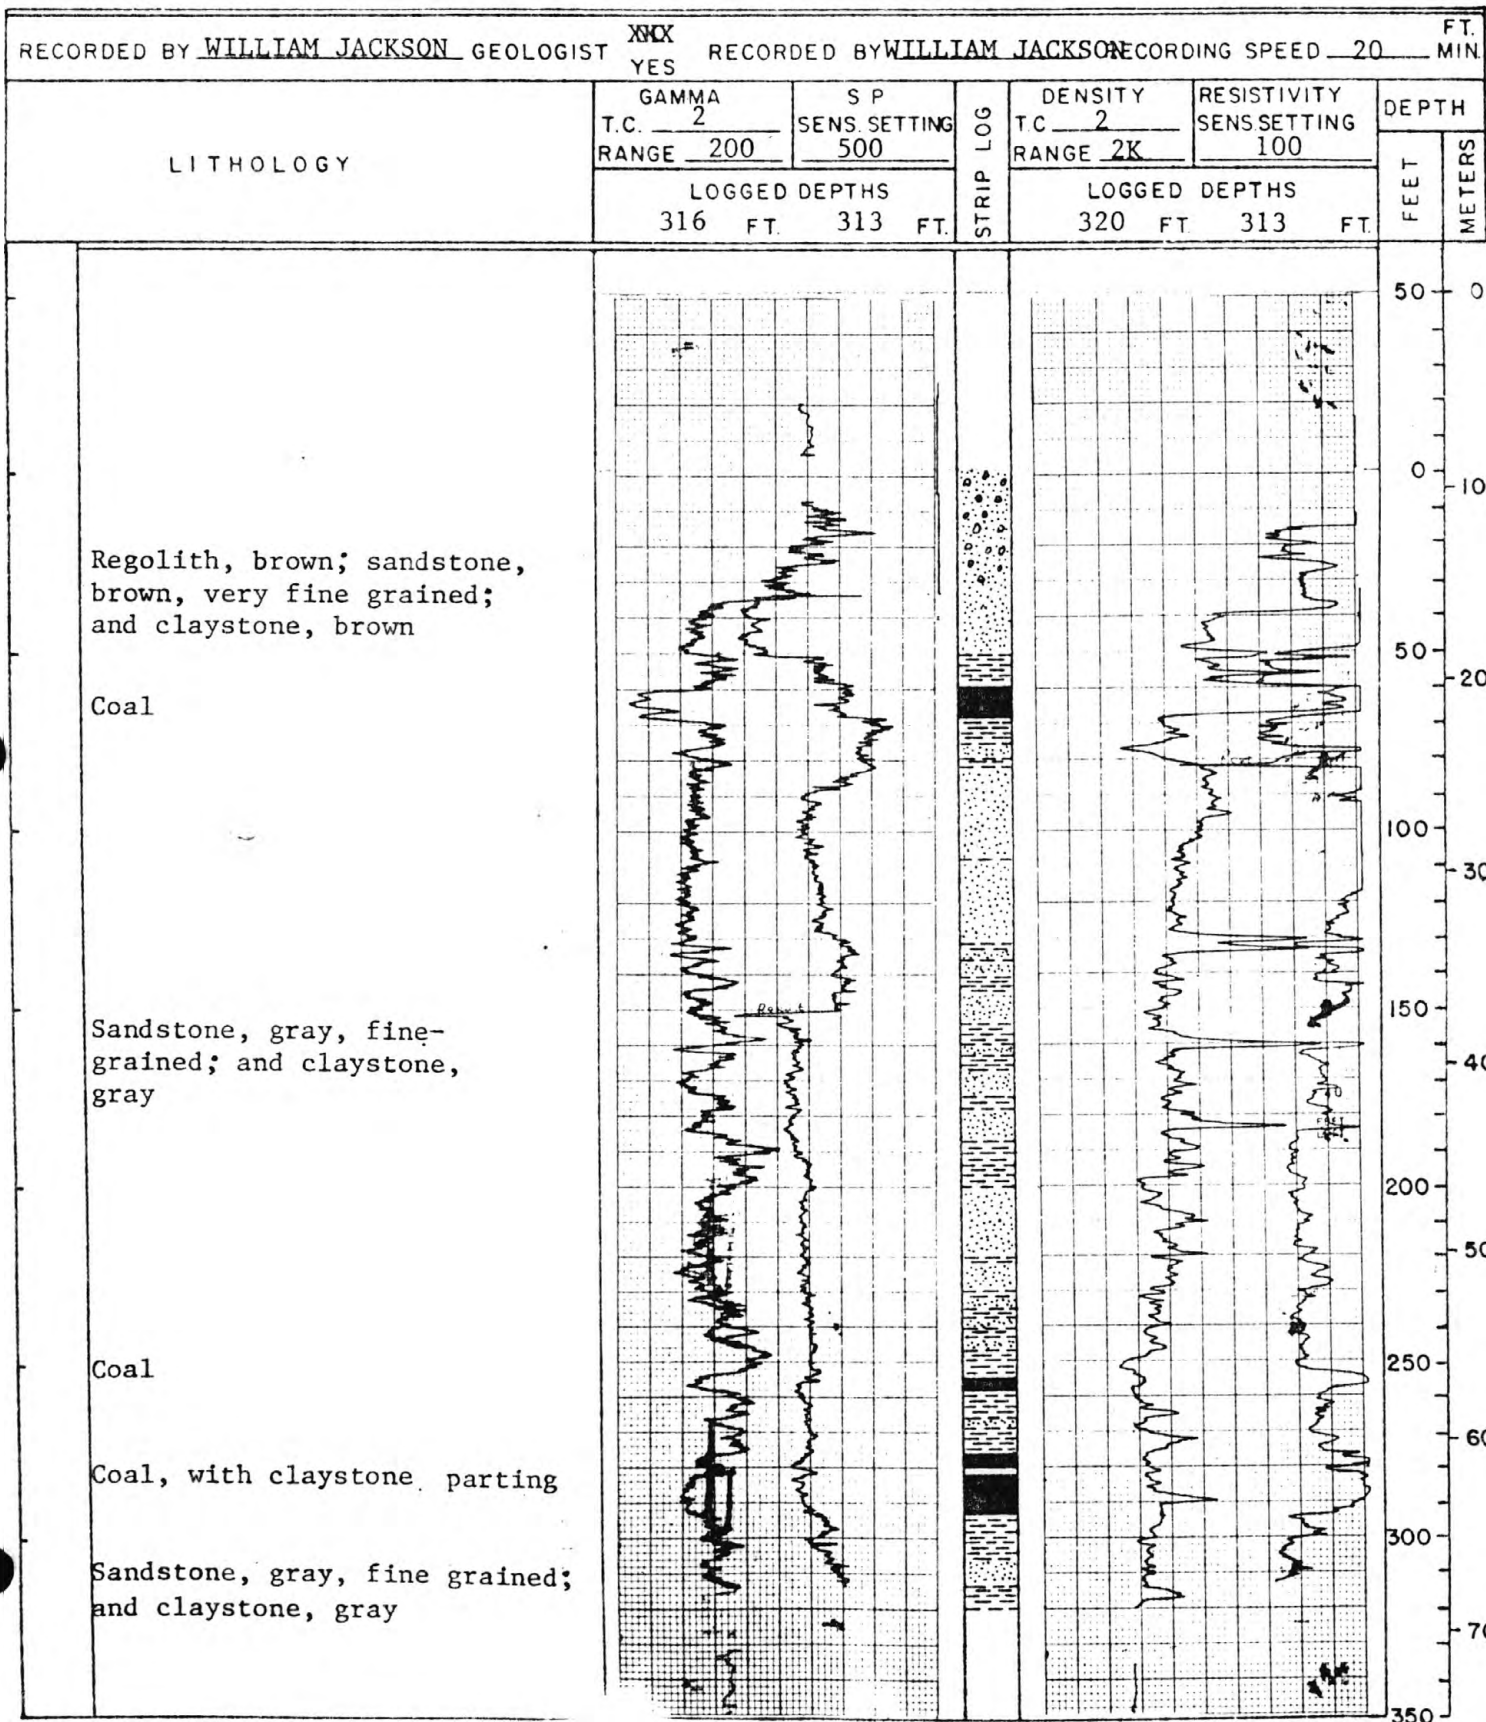 XNOX
RECORDED BY WILLIAM JACKSON GEOLOGIST YES RECORDED BY WILLIAM JACKSON RECORDING SPEED 20 FT. MIN.
LITHOLOGY
GAMMA
T.C. 2
RANGE 200
S P
SENS. SETTING
500
LOGGED DEPTHS
316 FT. 313 FT.
STRIP LOG
DENSITY
T.C 2
RANGE 2K
RESISTIVITY
SENS. SETTING
100
LOGGED DEPTHS
320 FT. 313 FT.
DEPTH
FEET
METERS
50 0
0
10
Regolith, brown; sandstone,
brown, very fine grained;
and claystone, brown
50
20
Coal
100
30
150
Sandstone, gray, fine-
grained; and claystone,
gray
40
200
50
Coal
250
60
Coal, with claystone parting
300
Sandstone, gray, fine grained;
and claystone, gray
70
350